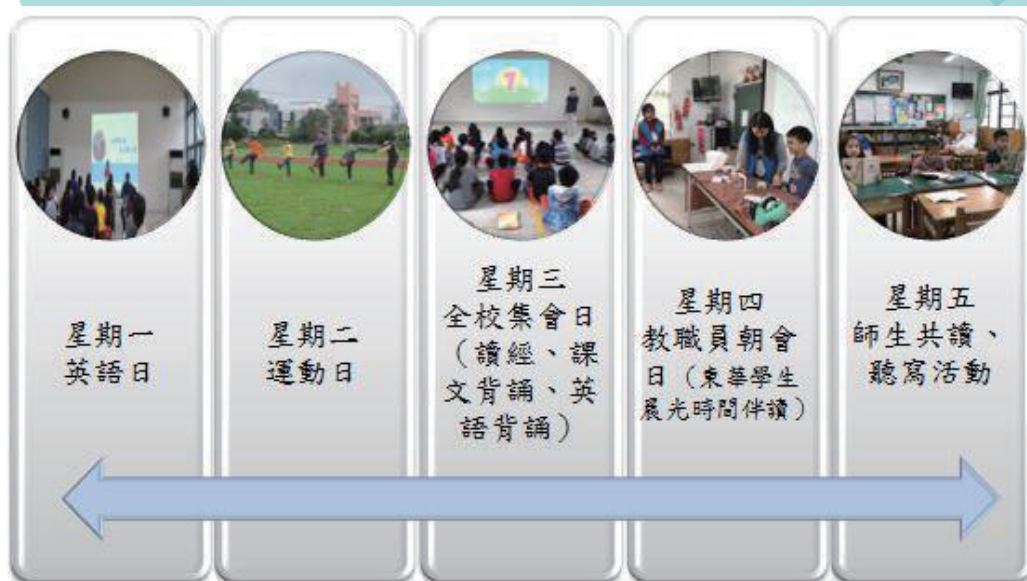 星期一
英語日
星期二
運動日
星期三
全校集會日
（讀經、課
文背誦、英
語背誦）
星期四
教職員朝會
日（東華學生
晨光時間伴讀）
星期五
師生共讀、
聽寫活動
7